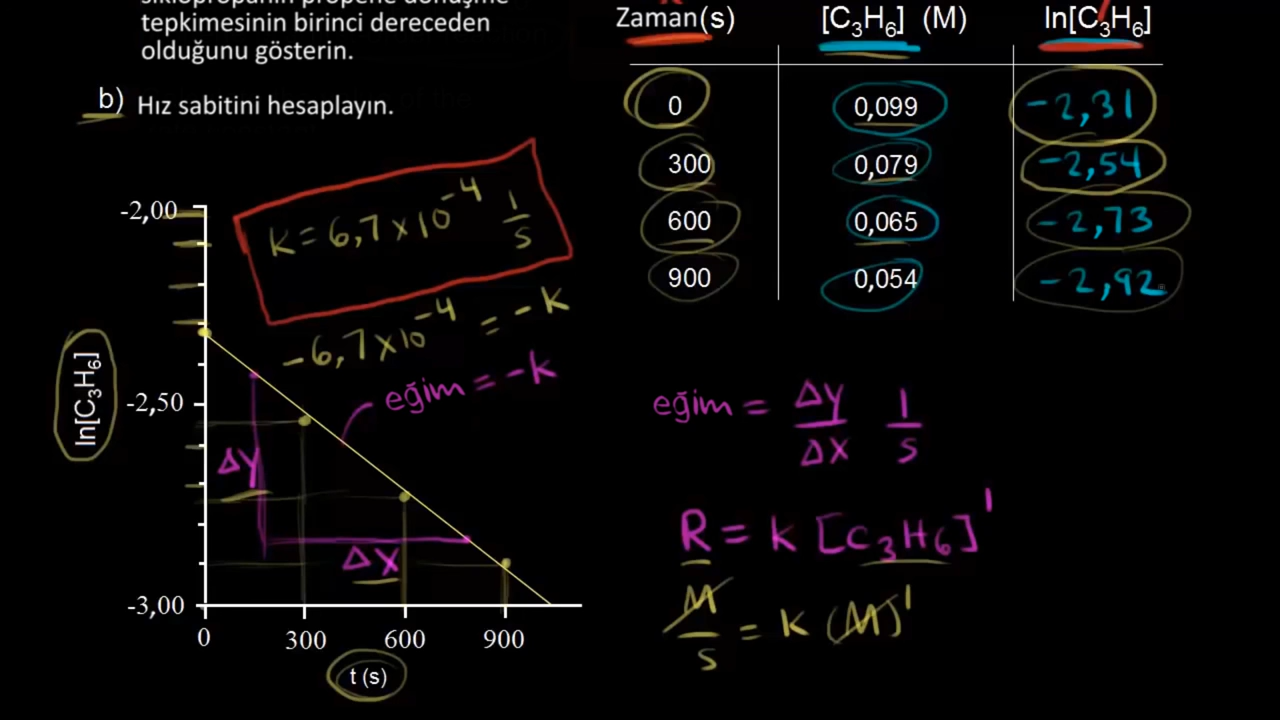 siklopropanın propene dönüşme
tepkimesinin birinci dereceden
olduğunu gösterin.
b) Hız sabitini hesaplayın.
Zaman (s) [C₃H₆] (M) ln[C₃H₆]
0 0,099 -2,31
300 0,079 -2,54
600 0,065 -2,73
900 0,054 -2,92
k = 6,7 x 10⁻⁴ 1/s
-6,7 x 10⁻⁴ = -k
eğim = -k
ln[C₃H₆]
-2,00
-2,50
-3,00
ΔY
ΔX
0 300 600 900
t (s)
eğim = ΔY/ΔX 1/s
R = k [C₃H₆]¹
M/s = k (M)¹